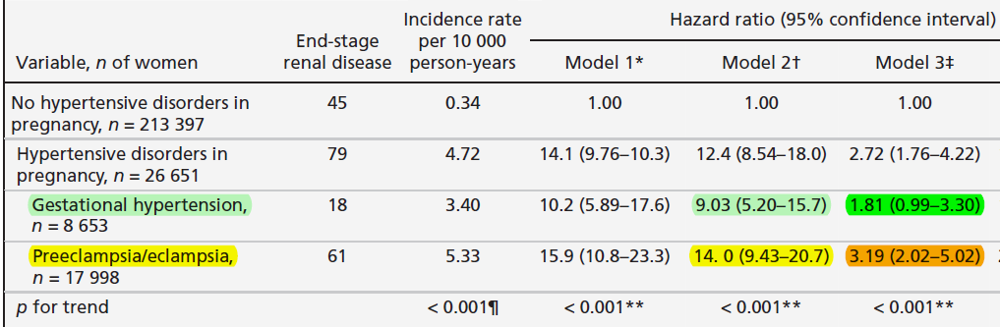 Incidence rate Hazard ratio (95% confidence interval)
End-stage per 10 000
Variable, n of women renal disease person-years Model 1* Model 2† Model 3‡
No hypertensive disorders in 45 0.34 1.00 1.00 1.00
pregnancy, n = 213 397
Hypertensive disorders in 79 4.72 14.1 (9.76–10.3) 12.4 (8.54–18.0) 2.72 (1.76–4.22)
pregnancy, n = 26 651
Gestational hypertension, 18 3.40 10.2 (5.89–17.6) 9.03 (5.20–15.7) 1.81 (0.99–3.30)
n = 8 653
Preeclampsia/eclampsia, 61 5.33 15.9 (10.8–23.3) 14. 0 (9.43–20.7) 3.19 (2.02–5.02)
n = 17 998
p for trend < 0.001¶ < 0.001** < 0.001** < 0.001**